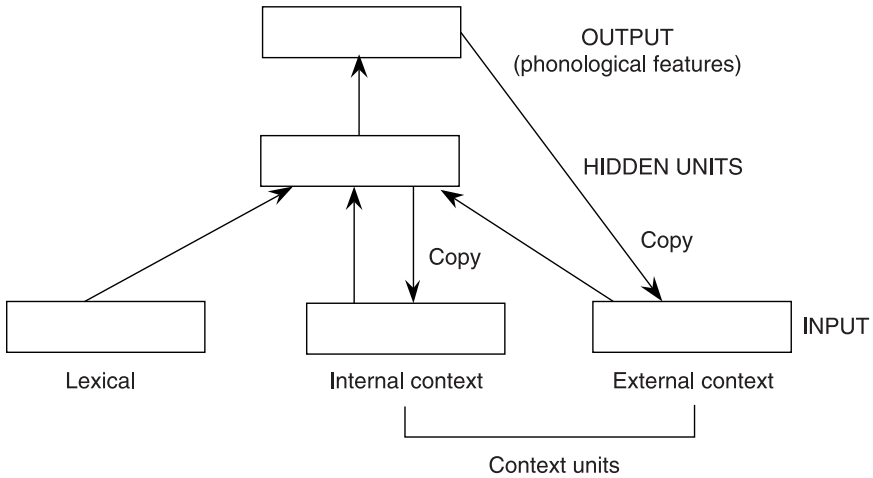 OUTPUT
(phonological features)
HIDDEN UNITS
Copy
Copy
INPUT
Lexical
Internal context
External context
Context units